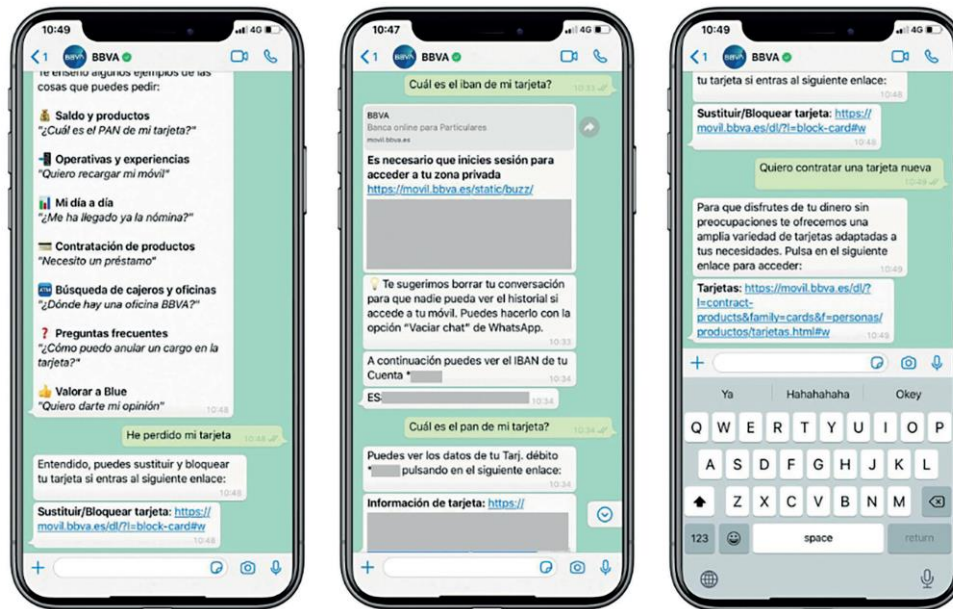 10:49
4G
1
BBVA
BBVA
Te enseño algunos ejemplos de las
cosas que puedes pedir:
Saldo y productos
"¿Cuál es el PAN de mi tarjeta?"
Operativas y experiencias
"Quiero recargar mi móvil"
Mi día a día
"¿Me ha llegado ya la nómina?"
Contratación de productos
"Necesito un préstamo"
ATM
Búsqueda de cajeros y oficinas
"¿Dónde hay una oficina BBVA?"
Preguntas frecuentes
"¿Cómo puedo anular un cargo en la
tarjeta?"
Valorar a Blue
"Quiero darte mi opinión"
10:48
He perdido mi tarjeta
10:48
Entendido, puedes sustituir y bloquear
tu tarjeta si entras al siguiente enlace:
10:48
Sustituir/Bloquear tarjeta: https://
movil.bbva.es/dl/?l=block-card#w
10:48
10:47
4G
1
BBVA
BBVA
Cuál es el iban de mi tarjeta?
10:33
BBVA
Banca online para Particulares
movil.bbva.es
Es necesario que inicies sesión para
acceder a tu zona privada
https://movil.bbva.es/static/buzz/
Te sugerimos borrar tu conversación
para que nadie pueda ver el historial si
accede a tu móvil. Puedes hacerlo con la
opción "Vaciar chat" de WhatsApp.
10:33
A continuación puedes ver el IBAN de tu
Cuenta *
10:34
ES
10:34
Cuál es el pan de mi tarjeta?
10:34
Puedes ver los datos de tu Tarj. débito
* pulsando en el siguiente enlace:
10:34
Información de tarjeta: https://
10:49
4G
1
BBVA
BBVA
tu tarjeta si entras al siguiente enlace:
10:48
Sustituir/Bloquear tarjeta: https://
movil.bbva.es/dl/?l=block-card#w
10:48
Quiero contratar una tarjeta nueva
10:49
Para que disfrutes de tu dinero sin
preocupaciones te ofrecemos una
amplia variedad de tarjetas adaptadas a
tus necesidades. Pulsa en el siguiente
enlace para acceder:
10:49
Tarjetas: https://movil.bbva.es/dl/?
l=contract-
products&family=cards&f=personas/
productos/tarjetas.html#w
10:49
Ya Hahahahaha Okey
Q W E R T Y U I O P
A S D F G H J K L
Z X C V B N M
123 space return